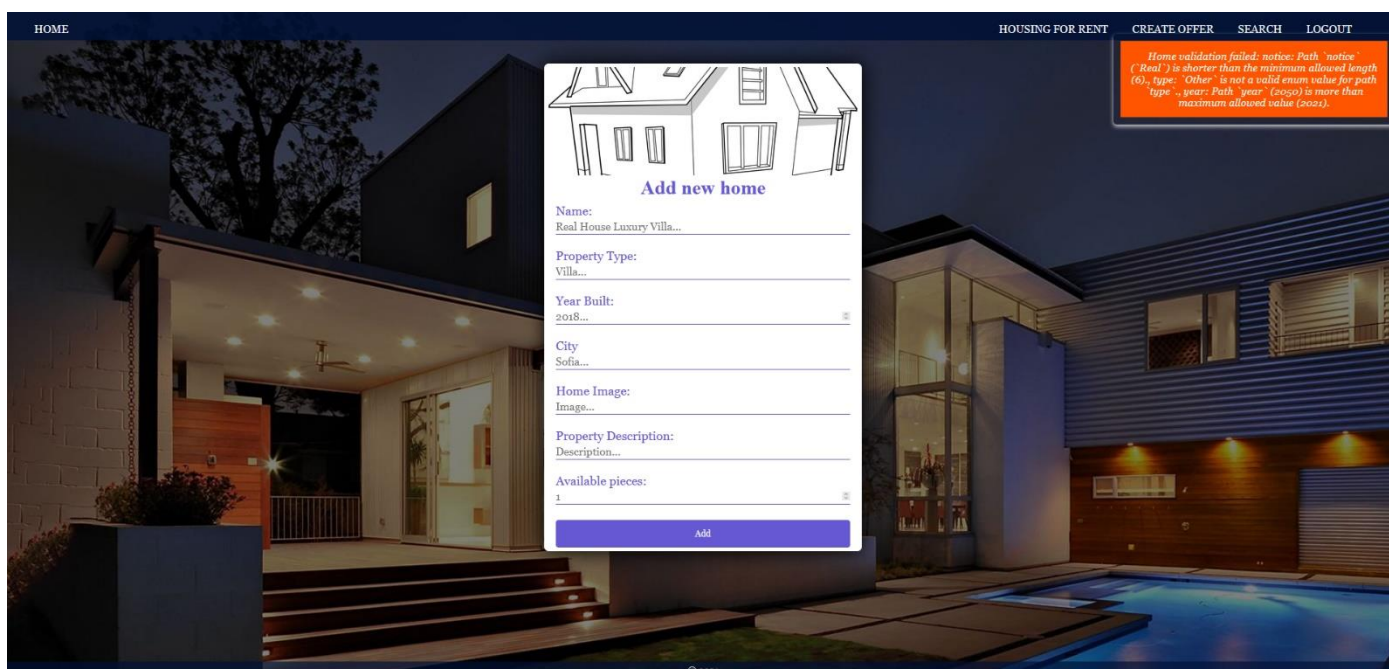 HOME
HOUSING FOR RENT
CREATE OFFER
SEARCH
LOGOUT
Home validation failed: notice: Path `notice`
(`Real`) is shorter than the minimum allowed length
(6)., type: `Other` is not a valid enum value for path
`type`., year: Path `year` (2050) is more than
maximum allowed value (2021).
Add new home
Name:
Real House Luxury Villa...
Property Type:
Villa...
Year Built:
2018...
City
Sofia...
Home Image:
Image...
Property Description:
Description...
Available pieces:
1
Add